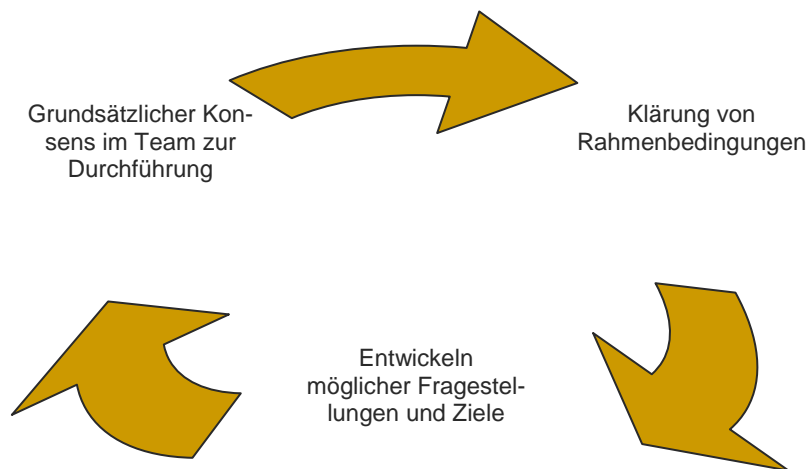 Grundsätzlicher Kon-
sens im Team zur
Durchführung
Klärung von
Rahmenbedingungen
Entwickeln
möglicher Fragestel-
lungen und Ziele